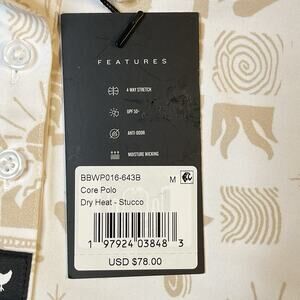 FEATURES
4-WAY STRETCH
UPF 50+
ANTI-ODOR
MOISTURE WICKING
BBWP016-643B M
Core Polo
Dry Heat - Stucco
1 97924 03848 3
USD $78.00